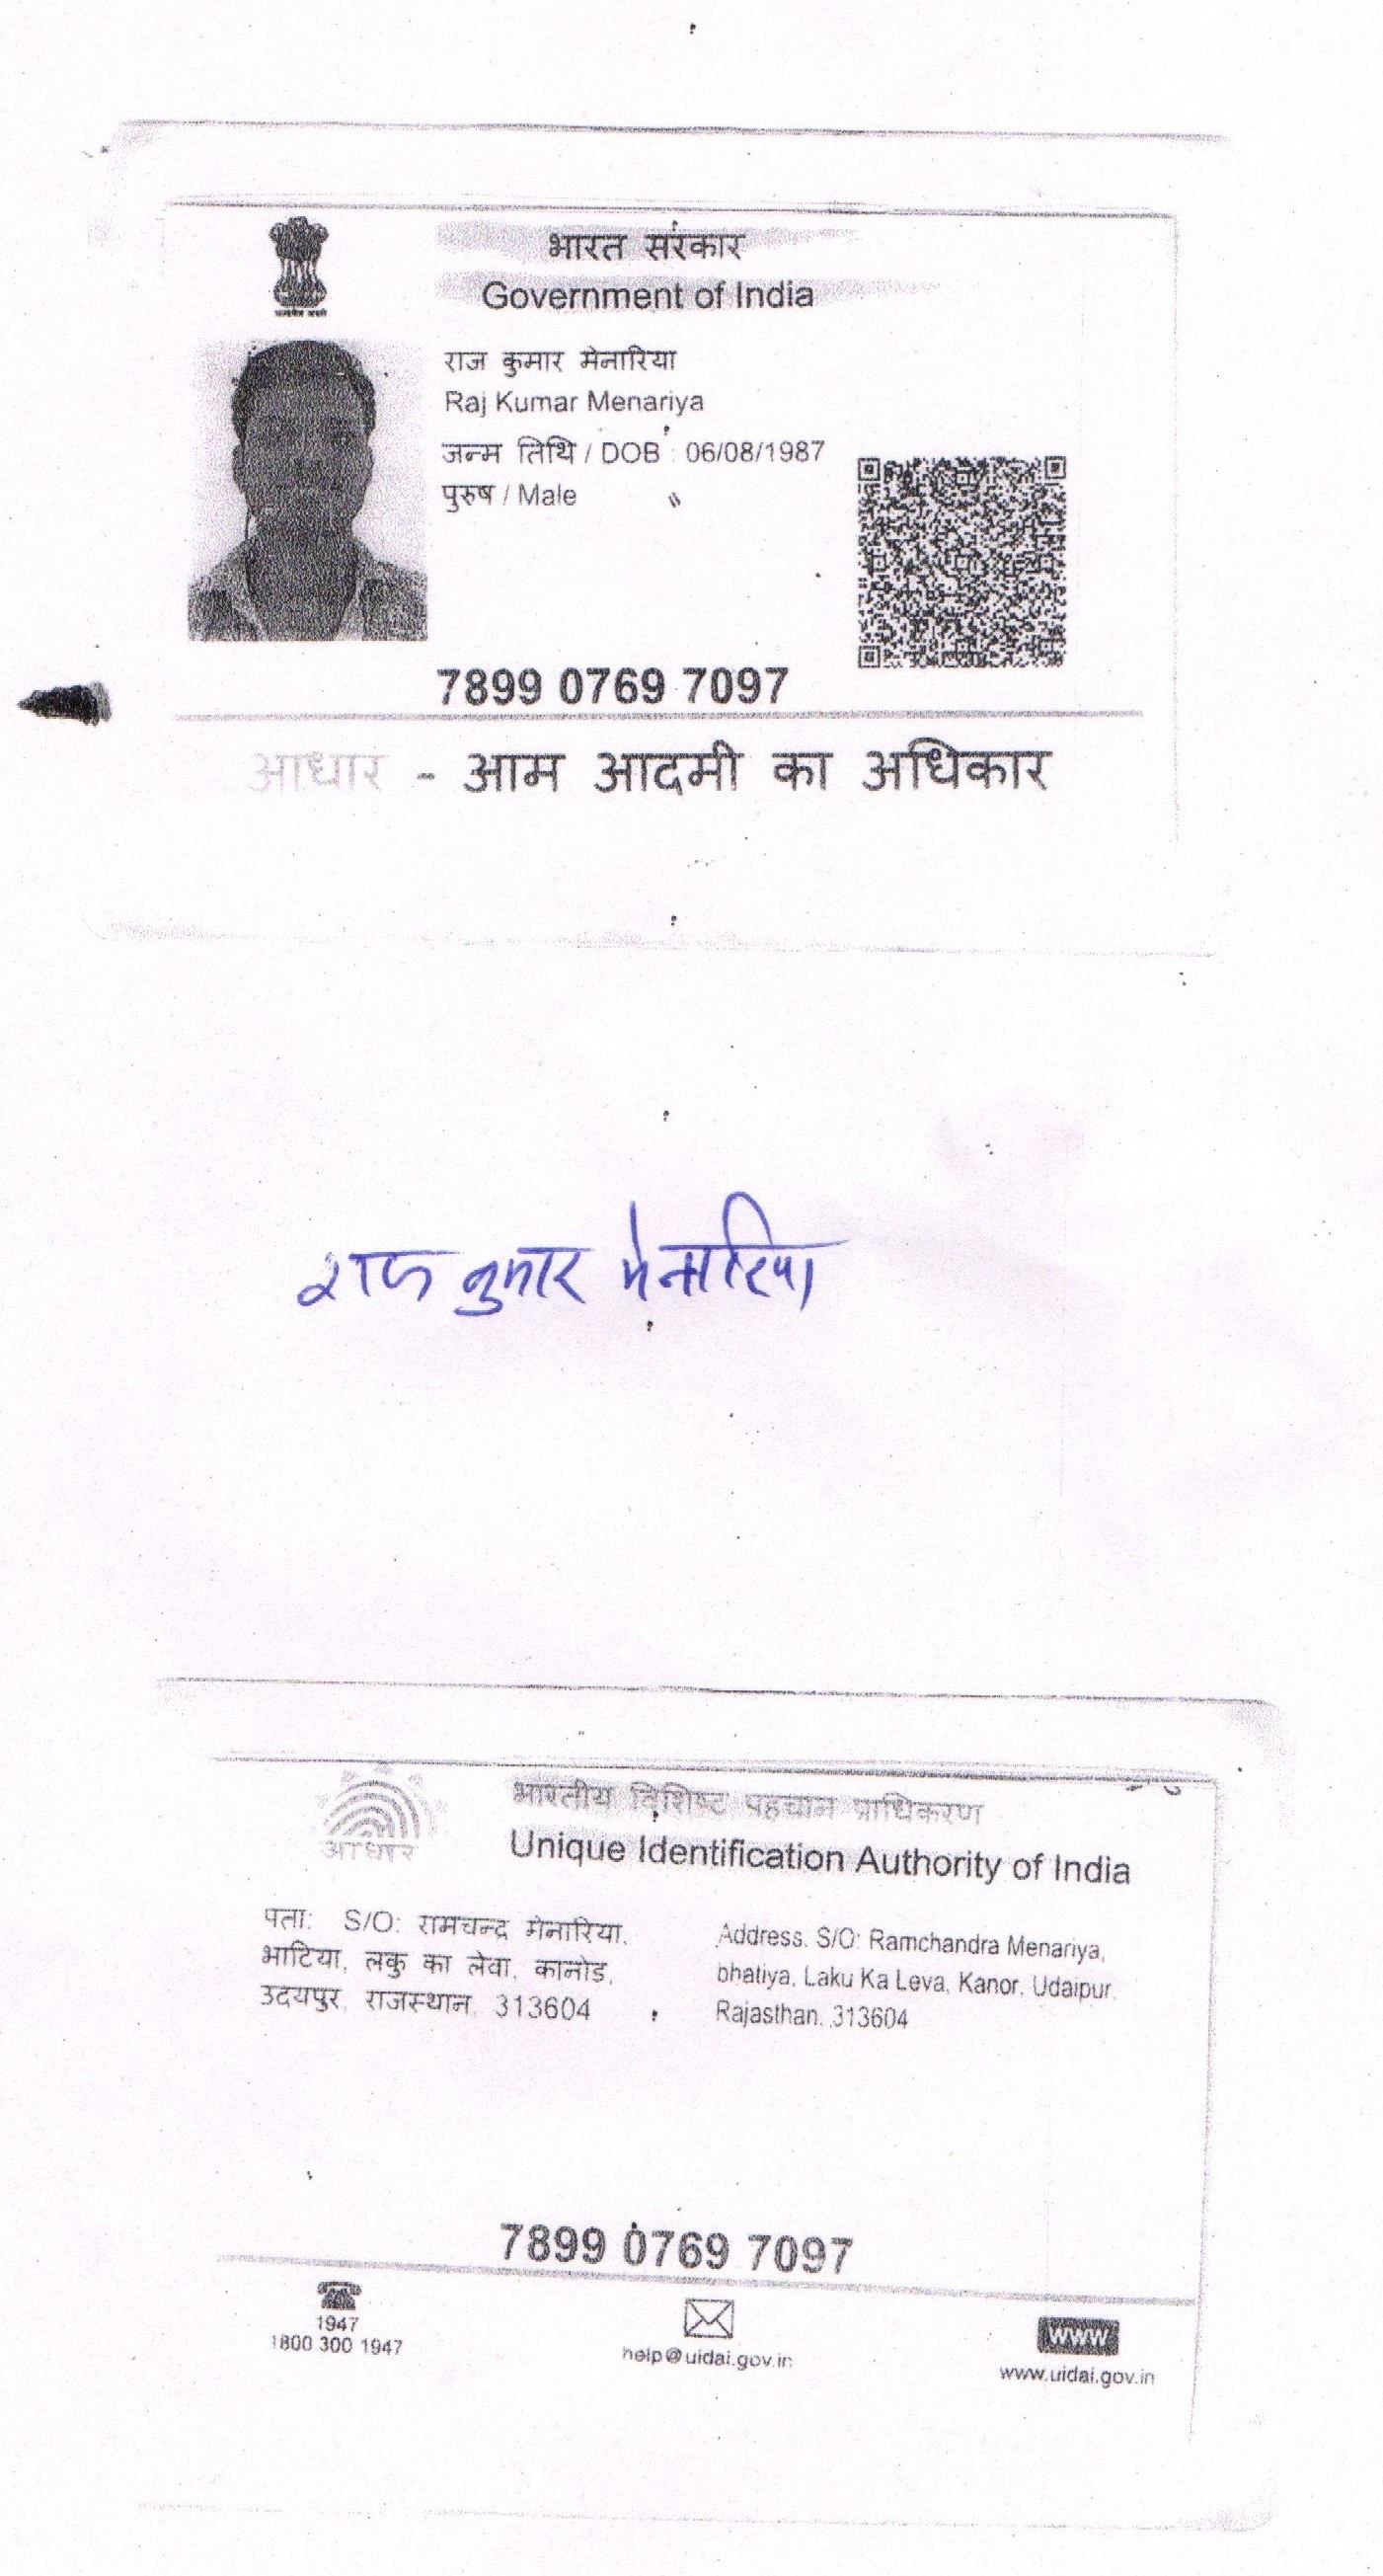 भारत सरकार
Government of India
राज कुमार मेनारिया
Raj Kumar Menariya
जन्म तिथि / DOB : 06/08/1987
पुरुष / Male
7899 0769 7097
आधार - आम आदमी का अधिकार
राज कुमार मेनारिया
भारतीय विशिष्ट पहचान प्राधिकरण
आधार
Unique Identification Authority of India
पता: S/O: रामचन्द्र मेनारिया,
भाटिया, लकु का लेवा, कानोड,
उदयपुर, राजस्थान, 313604
Address. S/O: Ramchandra Menariya,
bhatiya, Laku Ka Leva, Kanor, Udaipur,
Rajasthan. 313604
7899 0769 7097
1947
1800 300 1947
help@uidai.gov.in
www
www.uidai.gov.in